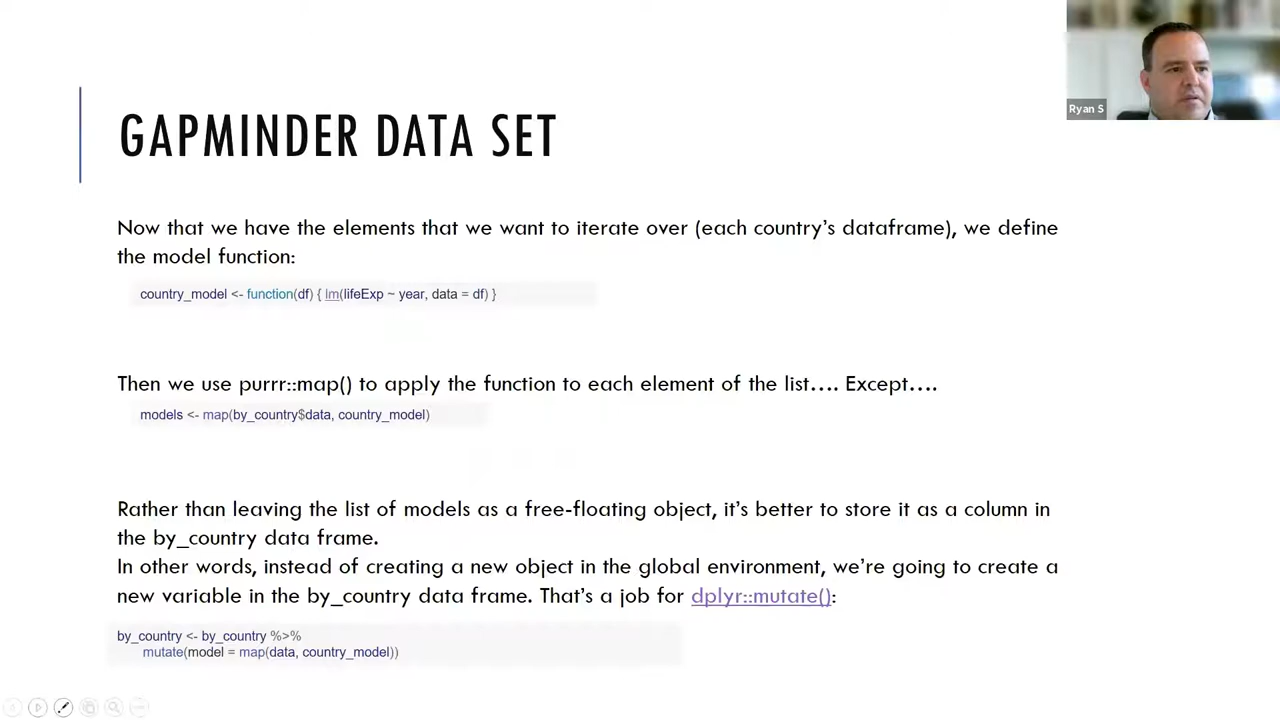 Ryan S
GAPMINDER DATA SET
Now that we have the elements that we want to iterate over (each country's dataframe), we define
the model function:
country_model <- function(df) { lm(lifeExp ~ year, data = df) }
Then we use purrr::map() to apply the function to each element of the list.... Except....
models <- map(by_country$data, country_model)
Rather than leaving the list of models as a free-floating object, it's better to store it as a column in
the by_country data frame.
In other words, instead of creating a new object in the global environment, we're going to create a
new variable in the by_country data frame. That's a job for dplyr::mutate():
by_country <- by_country %>%
mutate(model = map(data, country_model))